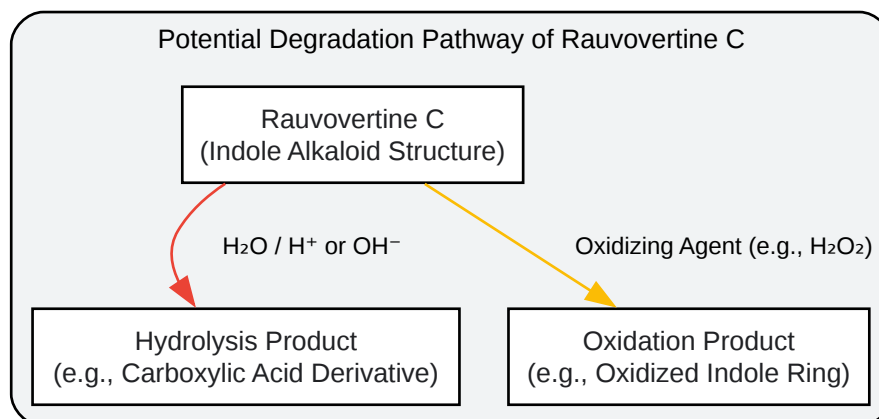 Potential Degradation Pathway of Rauvovertine C
Rauvovertine C
(Indole Alkaloid Structure)
H₂O / H⁺ or OH⁻
Oxidizing Agent (e.g., H₂O₂)
Hydrolysis Product
(e.g., Carboxylic Acid Derivative)
Oxidation Product
(e.g., Oxidized Indole Ring)